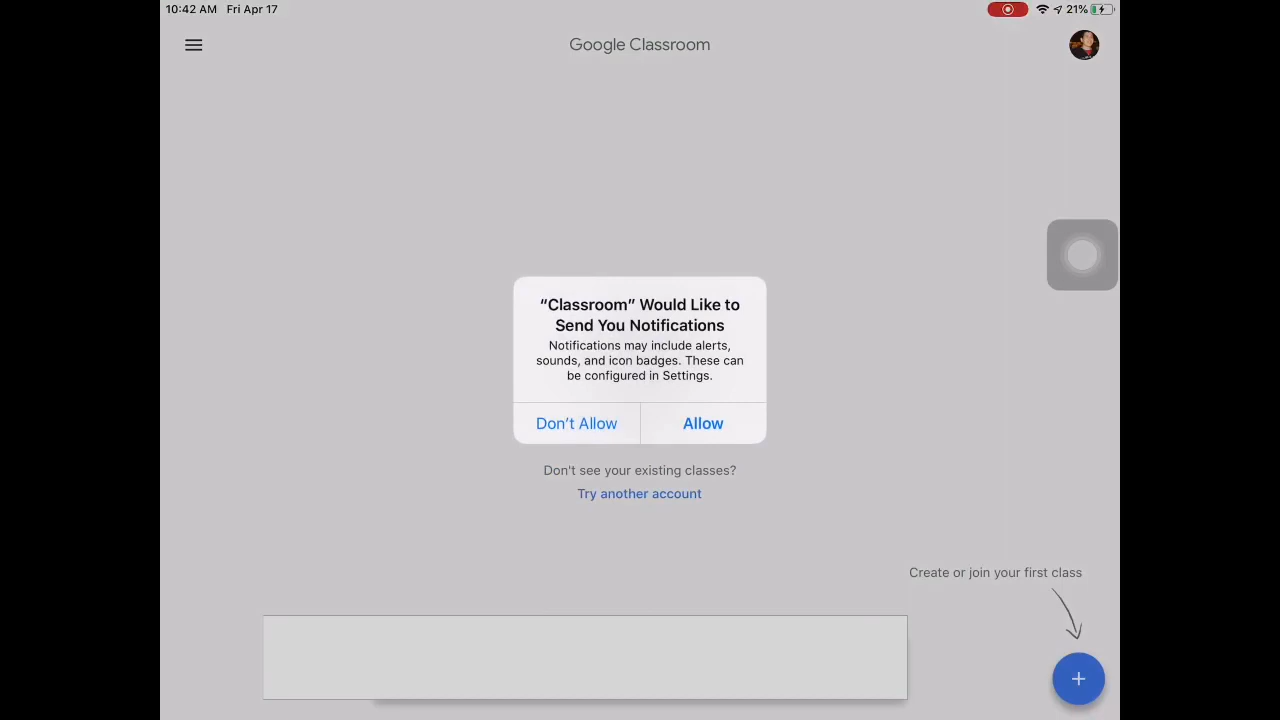 10:42 AM Fri Apr 17
21%
Google Classroom
“Classroom” Would Like to
Send You Notifications
Notifications may include alerts,
sounds, and icon badges. These can
be configured in Settings.
Don’t Allow
Allow
Don't see your existing classes?
Try another account
Create or join your first class